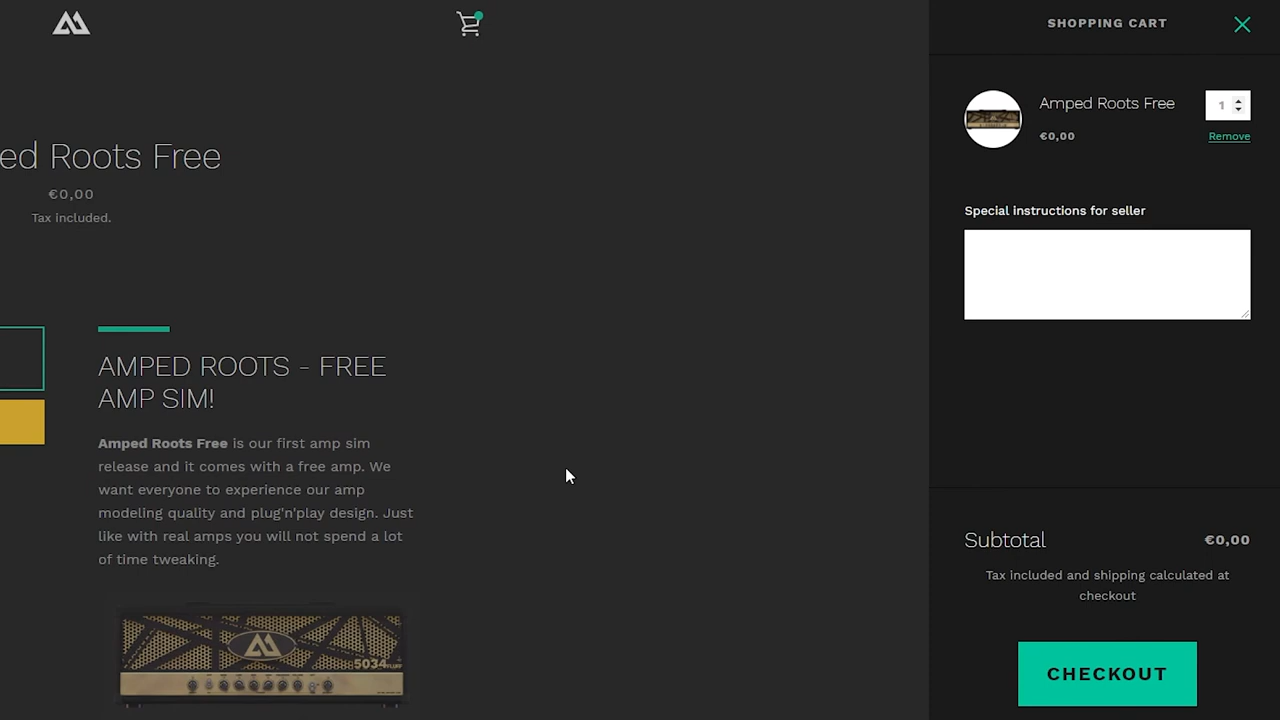 ed Roots Free
€0,00
Tax included.
AMPED ROOTS - FREE
AMP SIM!
Amped Roots Free is our first amp sim
release and it comes with a free amp. We
want everyone to experience our amp
modeling quality and plug'n'play design. Just
like with real amps you will not spend a lot
of time tweaking.
5034
SHOPPING CART
Amped Roots Free
1
€0,00
Remove
Special instructions for seller
Subtotal
€0,00
Tax included and shipping calculated at
checkout
CHECKOUT